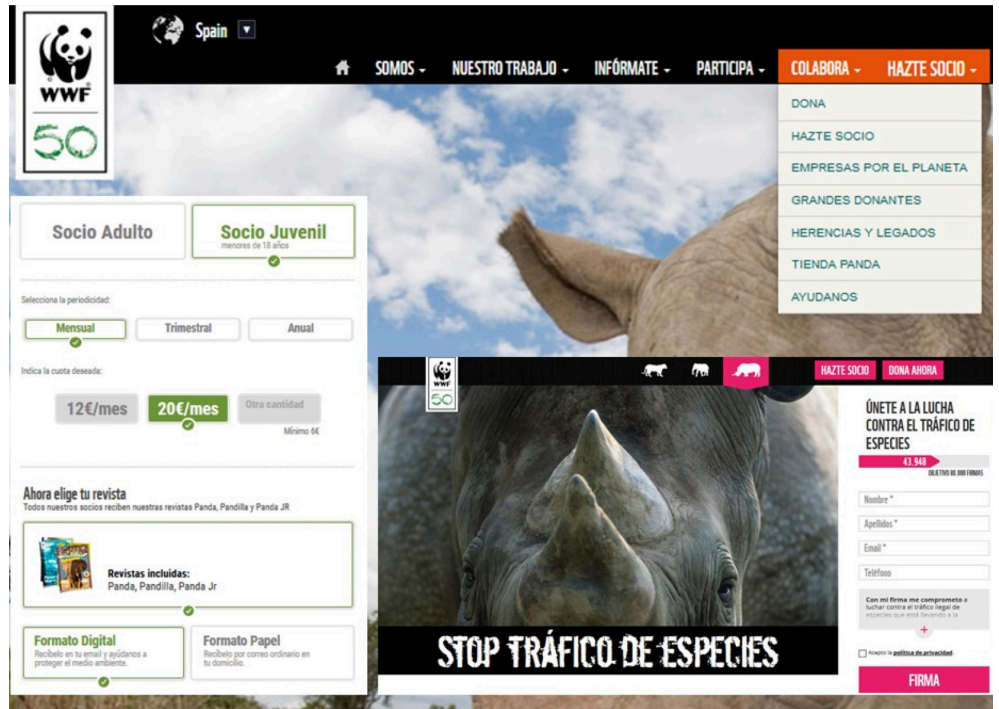 WWF
50
Spain
SOMOS
NUESTRO TRABAJO
INFÓRMATE
PARTICIPA
COLABORA
HAZTE SOCIO
DONA
HAZTE SOCIO
EMPRESAS POR EL PLANETA
GRANDES DONANTES
HERENCIAS Y LEGADOS
TIENDA PANDA
AYUDANOS
Socio Adulto
Socio Juvenil
menores de 18 años
Selecciona la periodicidad:
Mensual
Trimestral
Anual
Indica la cuota deseada:
12€/mes
20€/mes
Otra cantidad
Mínimo 6€
Ahora elige tu revista
Todos nuestros socios reciben nuestras revistas Panda, Pandilla y Panda JR
Revistas incluidas:
Panda, Pandilla, Panda Jr
Formato Digital
Recíbelo en tu email y ayúdanos a
proteger el medio ambiente.
Formato Papel
Recíbelo por correo ordinario en
tu domicilio.
WWF
50
HAZTE SOCIO
DONA AHORA
STOP TRÁFICO DE ESPECIES
ÚNETE A LA LUCHA
CONTRA EL TRÁFICO DE
ESPECIES
43.948
OBJETIVO 80.000 FIRMAS
Nombre *
Apellidos *
Email *
Teléfono
Con mi firma me comprometo a
luchar contra el tráfico ilegal de
especies que está llevando a la
Acepto la política de privacidad.
FIRMA